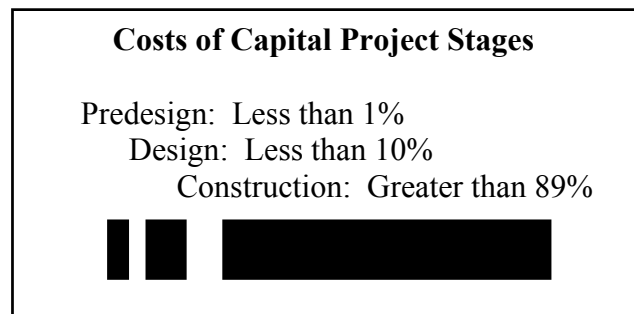 Costs of Capital Project Stages
Predesign: Less than 1%
Design: Less than 10%
Construction: Greater than 89%